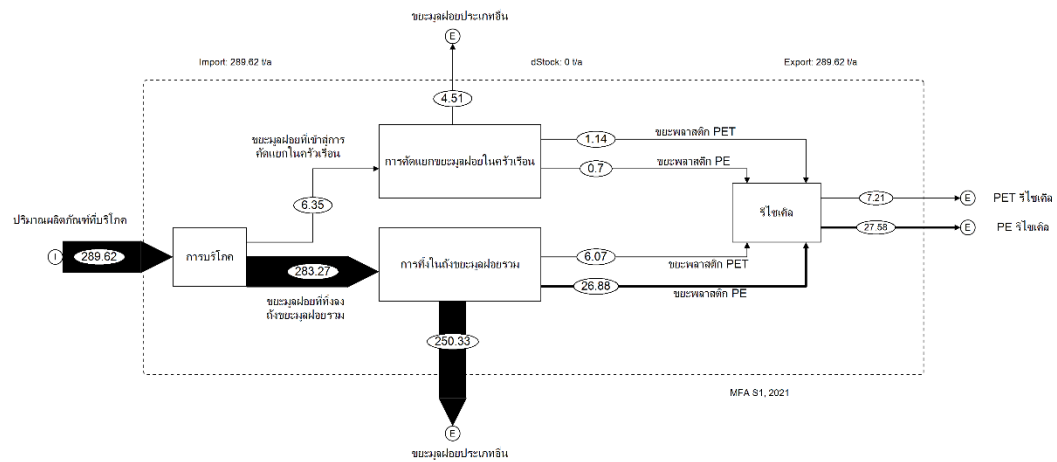 ขยะมูลฝอยประเภทอื่น
E
Import: 289.62 t/a
dStock: 0 t/a
Export: 289.62 t/a
4.51
ขยะมูลฝอยที่เข้าสู่การ
คัดแยกในครัวเรือน
การคัดแยกขยะมูลฝอยในครัวเรือน
1.14
ขยะพลาสติก PET
0.7
ขยะพลาสติก PE
6.35
รีไซเคิล
7.21
E
PET รีไซเคิล
27.58
E
PE รีไซเคิล
ปริมาณผลิตภัณฑ์ที่บริโภค
I
289.62
การบริโภค
283.27
การทิ้งในถังขยะมูลฝอยรวม
6.07
ขยะพลาสติก PET
26.88
ขยะพลาสติก PE
ขยะมูลฝอยที่ทิ้งลง
ถังขยะมูลฝอยรวม
250.33
MFA S1, 2021
E
ขยะมูลฝอยประเภทอื่น